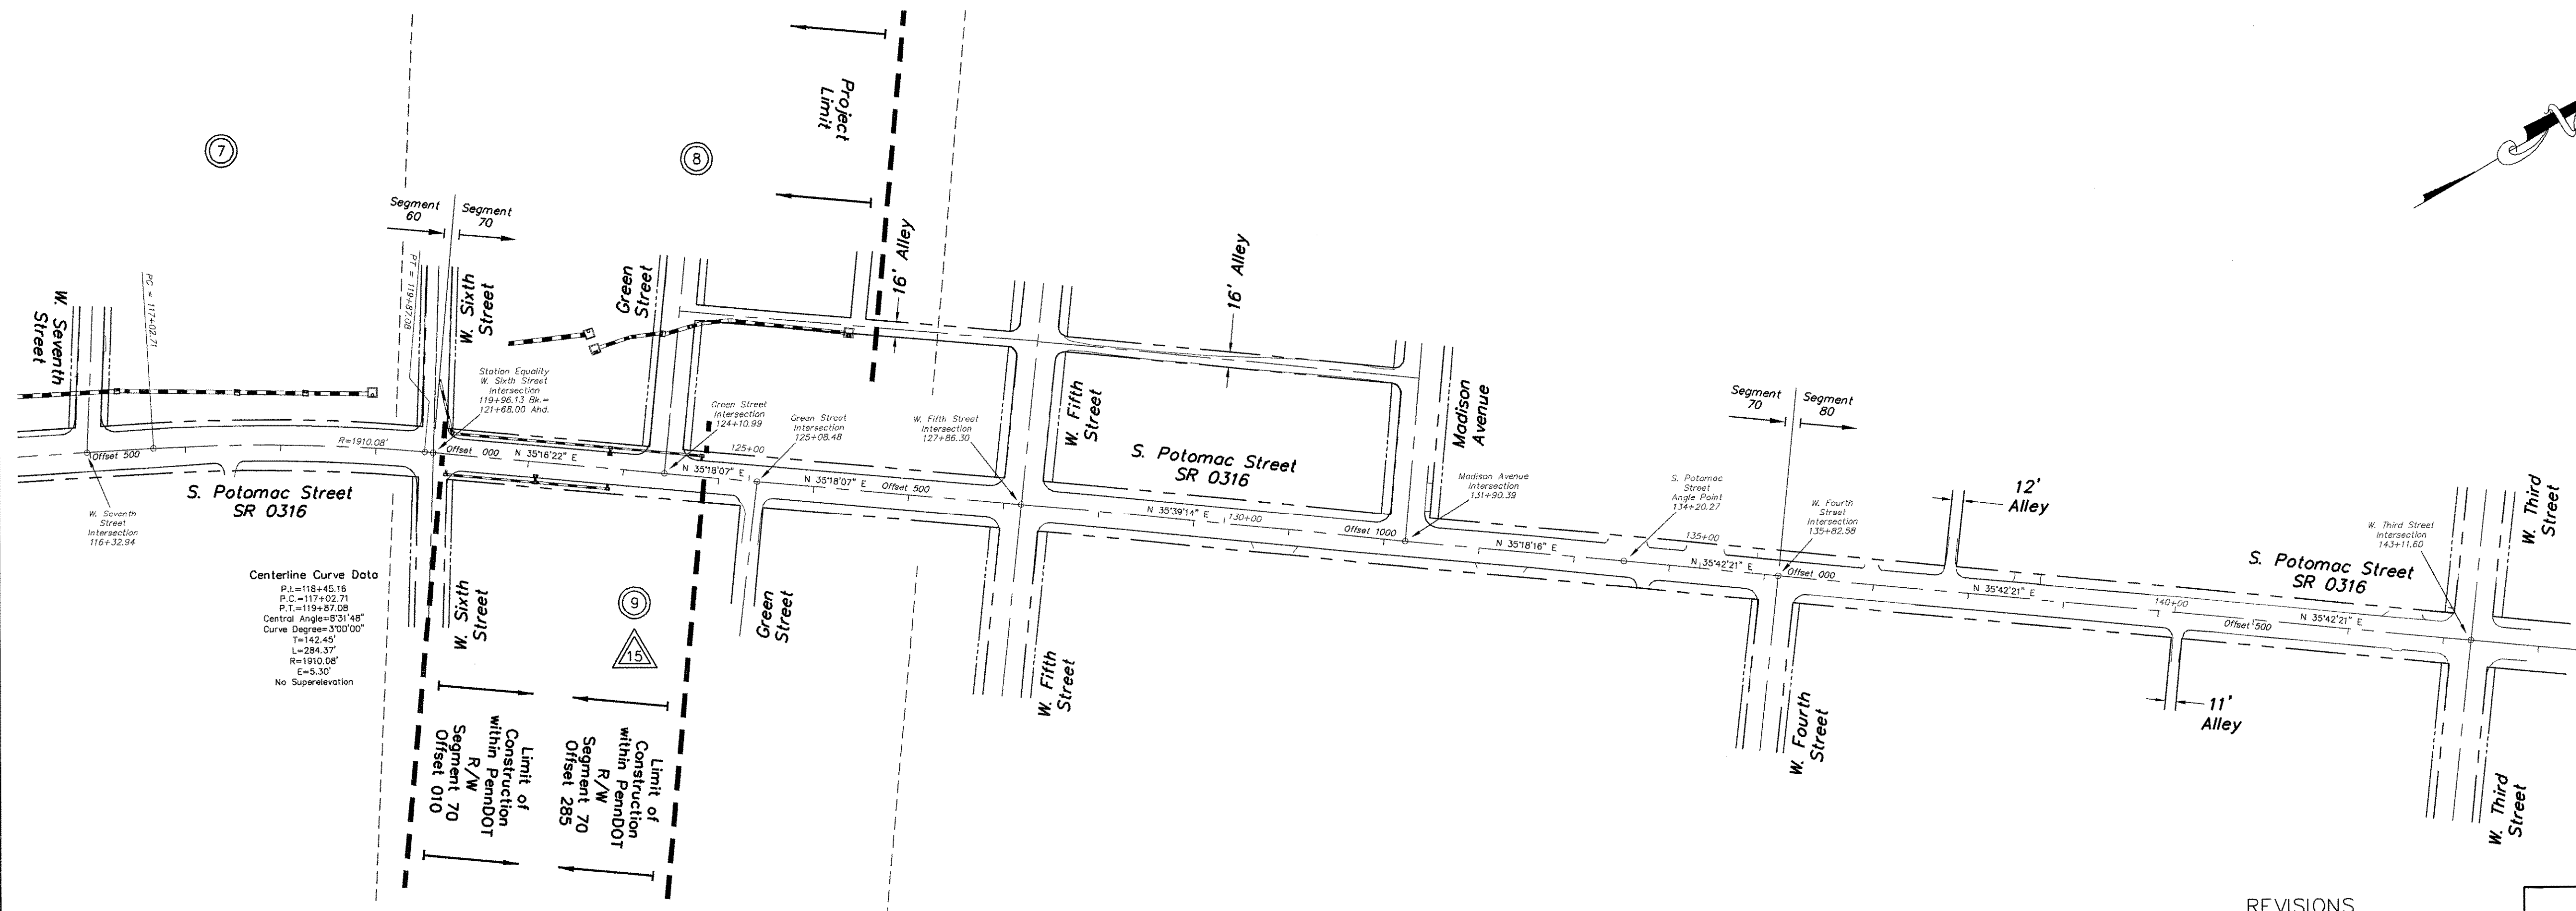 Project
Limit
7
8
Segment
60
Segment
70
16' Alley
16' Alley
W. Seventh
Street
PC = 117+02.71
PT = 119+87.08
W. Sixth
Street
Green
Street
Station Equality
W. Sixth Street
Intersection
119+96.13 Bk.=
121+68.00 Ahd.
Green Street
Intersection
124+10.99
Green Street
Intersection
125+08.48
W. Fifth Street
Intersection
127+86.30
W. Fifth
Street
Madison
Avenue
Segment
70
Segment
80
S. Potomac Street
SR 0316
Madison Avenue
Intersection
131+90.39
S. Potomac
Street
Angle Point
134+20.27
W. Fourth
Street
Intersection
135+82.58
12'
Alley
W. Third
Street
W. Third Street
Intersection
143+11.60
S. Potomac Street
SR 0316
Offset 500
R=1910.08'
Offset 000
N 35°16'22" E
N 35°18'07" E
125+00
N 35°18'07" E
Offset 500
N 35°39'14" E
130+00
Offset 1000
N 35°18'16" E
135+00
N 35°42'21" E
Offset 000
N 35°42'21" E
140+00
Offset 500
N 35°42'21" E
S. Potomac Street
SR 0316
W. Seventh
Street
Intersection
116+32.94
Centerline Curve Data
P.I.=118+45.16
P.C.=117+02.71
P.T.=119+87.08
Central Angle=8°31'48"
Curve Degree=3°00'00"
T=142.45'
L=284.37'
R=1910.08'
E=5.30'
No Superelevation
W. Sixth
Street
9
15
Green
Street
W. Fifth
Street
W. Fourth
Street
11'
Alley
W. Third
Street
Limit of
Construction
within PennDOT
R/W
Segment 70
Offset 010
Limit of
Construction
within PennDOT
R/W
Segment 70
Offset 285
REVISIONS